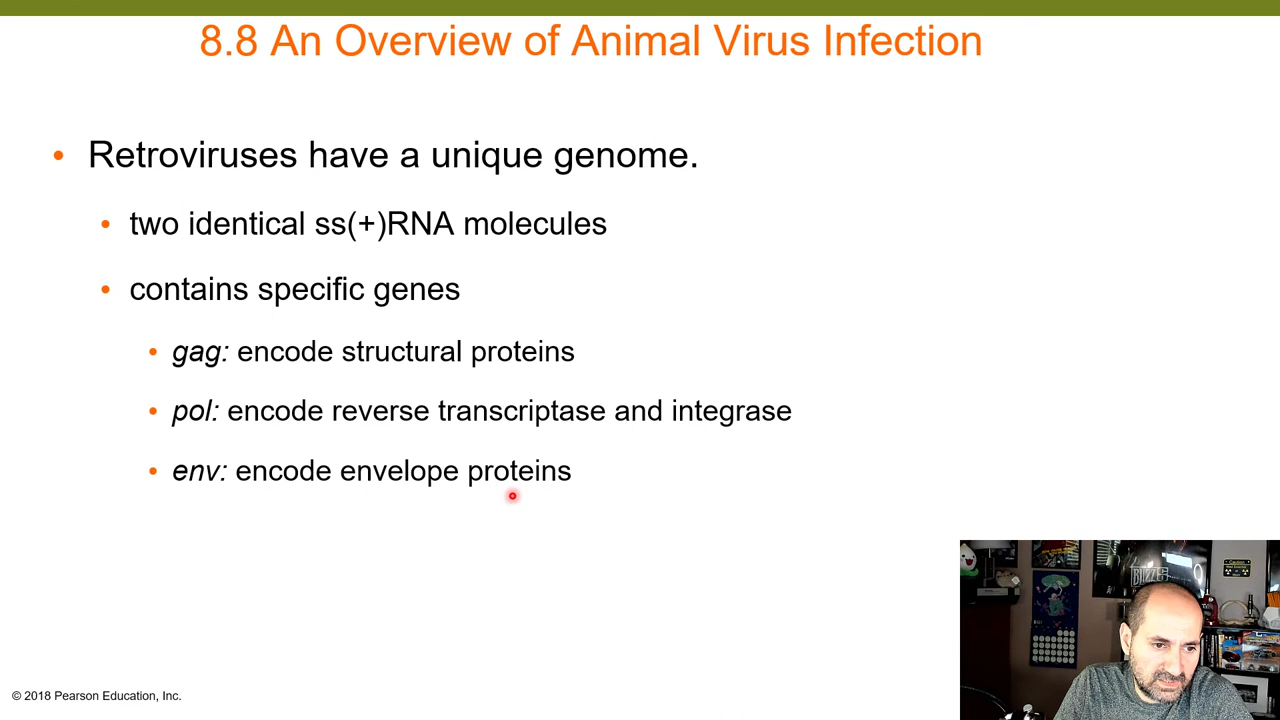 8.8 An Overview of Animal Virus Infection
• Retroviruses have a unique genome.
• two identical ss(+)RNA molecules
• contains specific genes
• gag: encode structural proteins
• pol: encode reverse transcriptase and integrase
• env: encode envelope proteins
Caution
© 2018 Pearson Education, Inc.